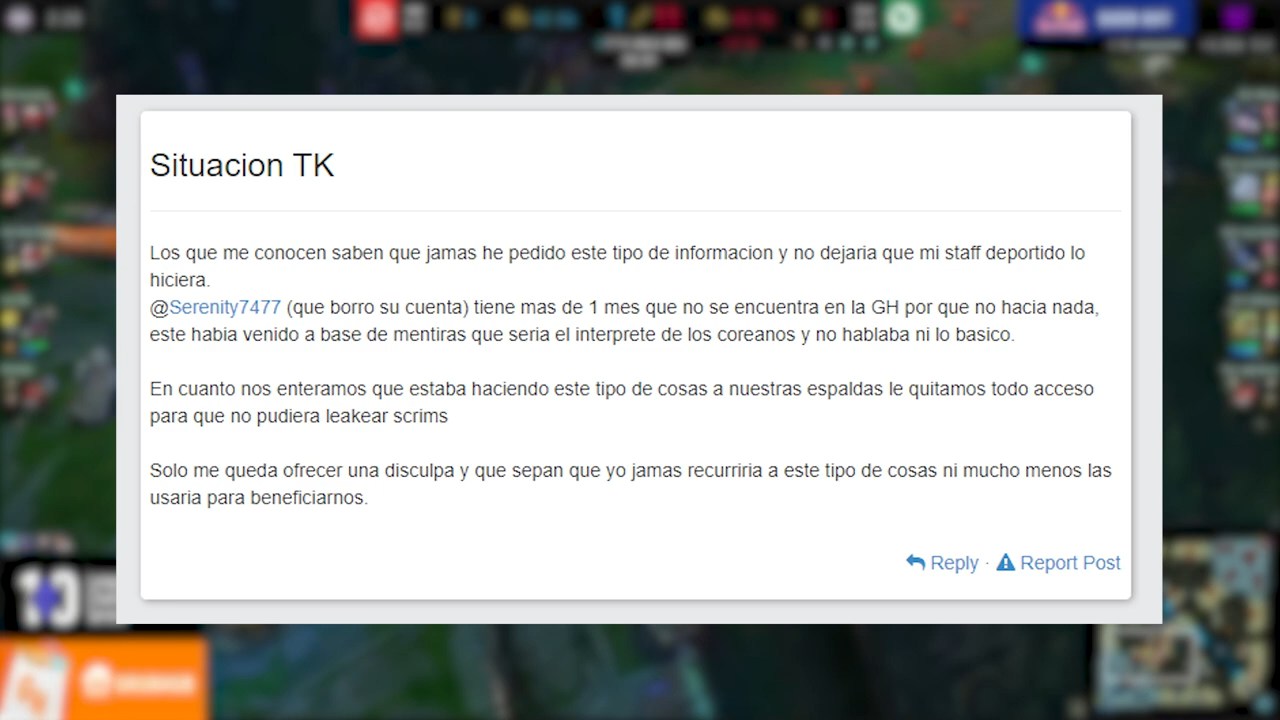 Situacion TK
Los que me conocen saben que jamas he pedido este tipo de informacion y no dejaria que mi staff deportido lo
hiciera.
@Serenity7477 (que borro su cuenta) tiene mas de 1 mes que no se encuentra en la GH por que no hacia nada,
este habia venido a base de mentiras que seria el interprete de los coreanos y no hablaba ni lo basico.
En cuanto nos enteramos que estaba haciendo este tipo de cosas a nuestras espaldas le quitamos todo acceso
para que no pudiera leakear scrims
Solo me queda ofrecer una disculpa y que sepan que yo jamas recurriria a este tipo de cosas ni mucho menos las
usaria para beneficiarnos.
Reply · Report Post